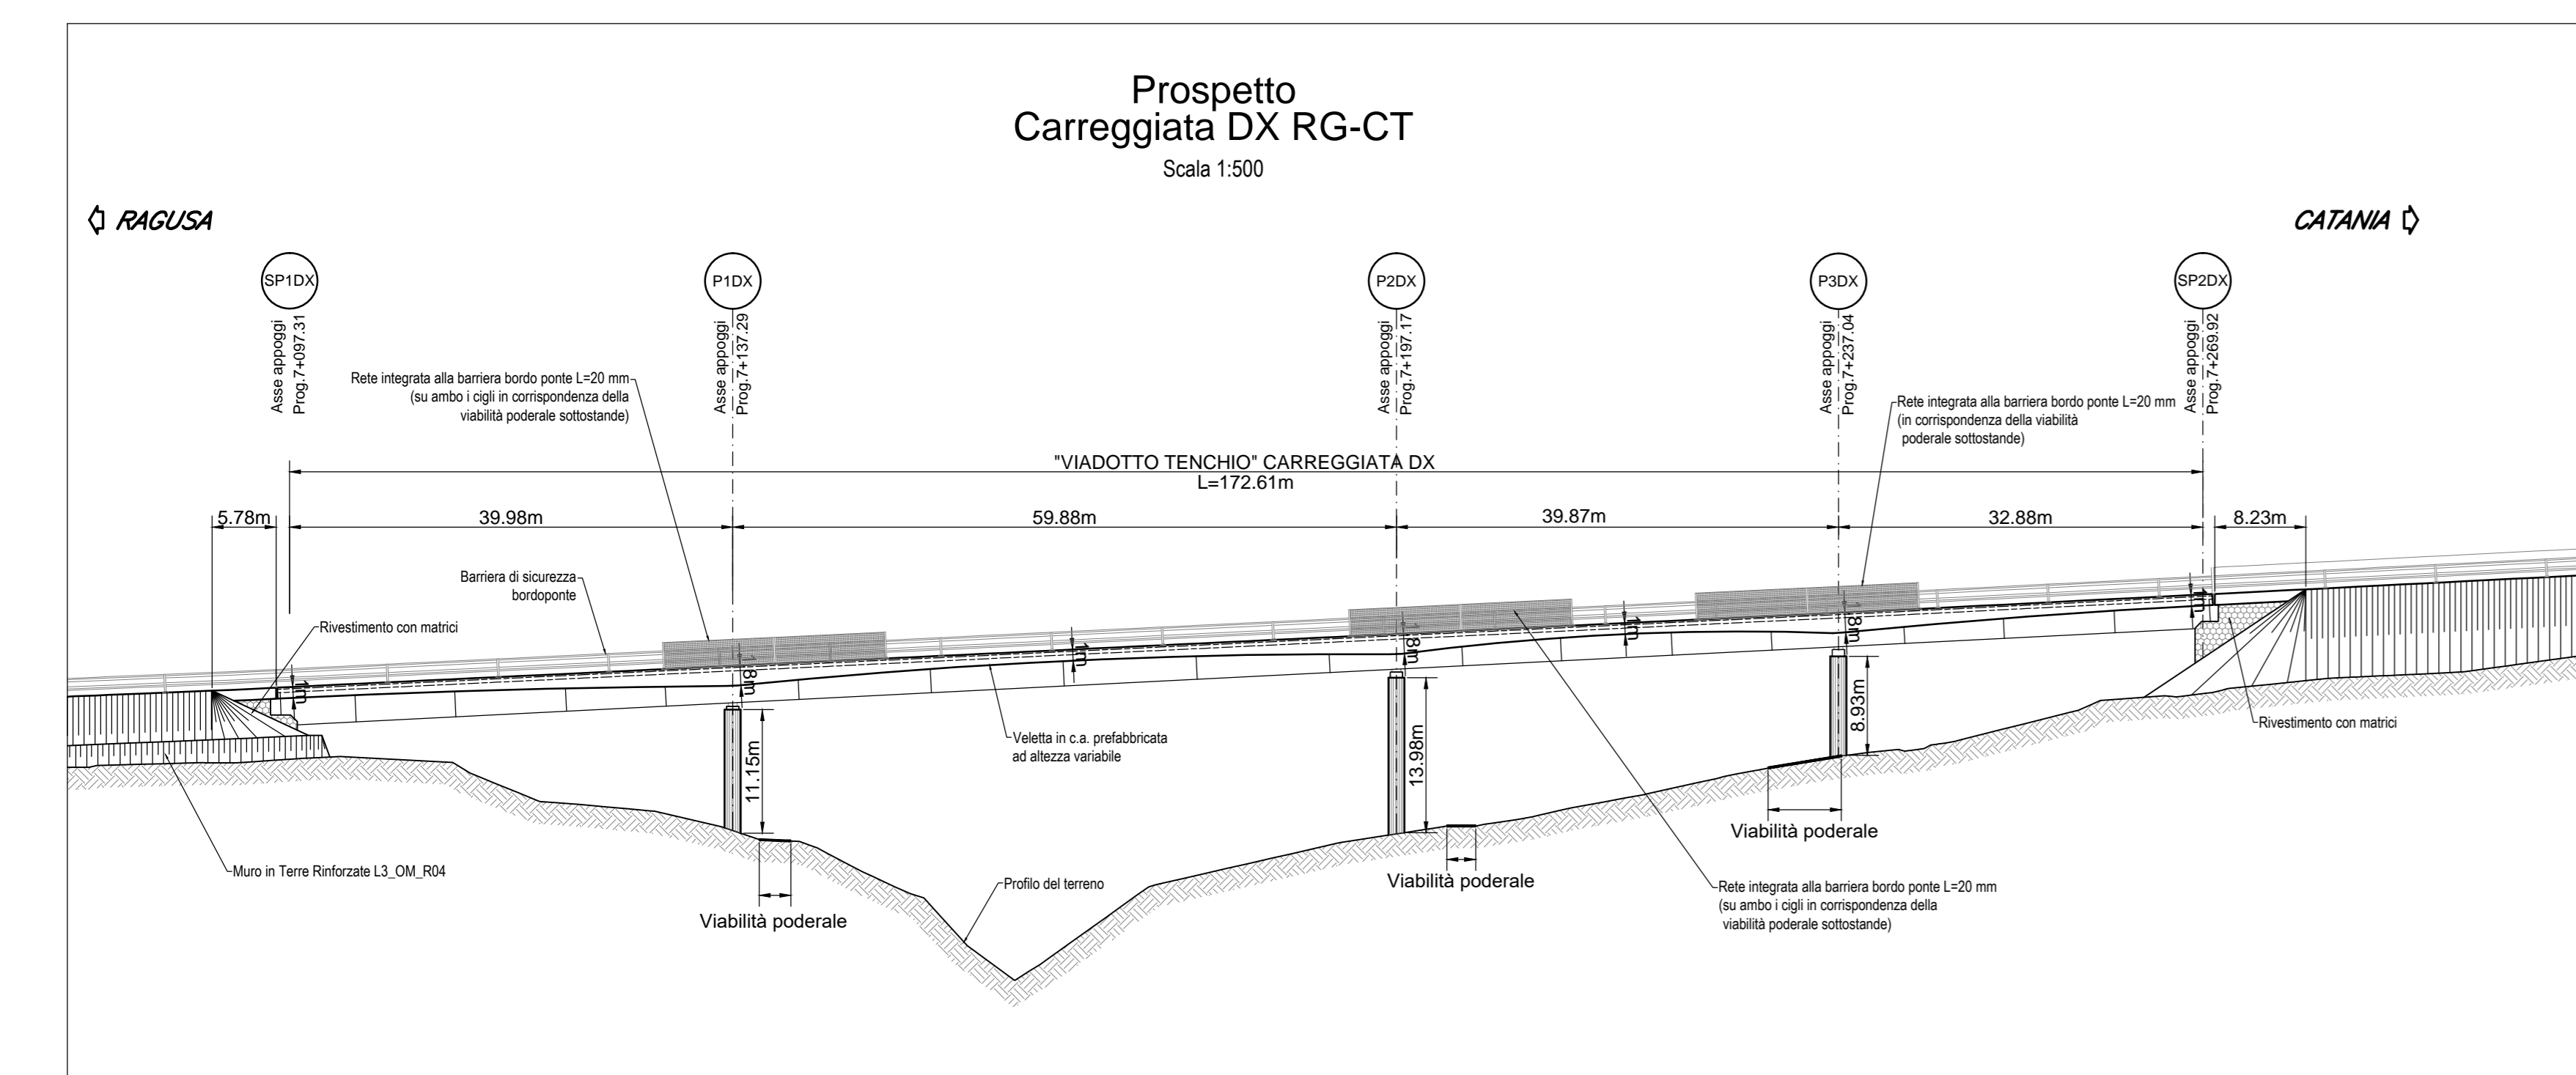 Prospetto
Carreggiata DX RG-CT
Scala 1:500
RAGUSA
CATANIA
SP1DX
P1DX
P2DX
P3DX
SP2DX
Asse appoggi
Prog.7+097.31
Asse appoggi
Prog.7+137.29
Asse appoggi
Prog.7+197.17
Asse appoggi
Prog.7+237.04
Asse appoggi
Prog.7+269.92
Rete integrata alla barriera bordo ponte L=20 mm
(su ambo i cigli in corrispondenza della
viabilità poderale sottostande)
Rete integrata alla barriera bordo ponte L=20 mm
(in corrispondenza della viabilità
poderale sottostande)
"VIADOTTO TENCHIO" CARREGGIATA DX
L=172.61m
5.78m
39.98m
59.88m
39.87m
32.88m
8.23m
Barriera di sicurezza
bordoponte
Rivestimento con matrici
1m
1.8m
1m
1.8m
1m
1.8m
1m
11.15m
13.98m
8.93m
Veletta in c.a. prefabbricata
ad altezza variabile
Rivestimento con matrici
Muro in Terre Rinforzate L3_OM_R04
Viabilità poderale
Profilo del terreno
Viabilità poderale
Viabilità poderale
Rete integrata alla barriera bordo ponte L=20 mm
(su ambo i cigli in corrispondenza della
viabilità poderale sottostande)